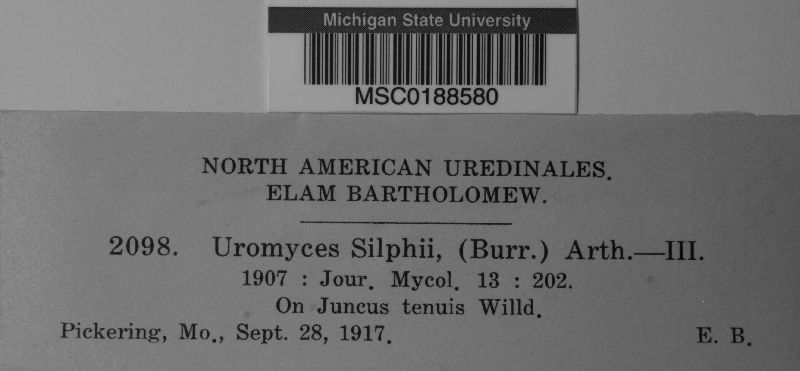 Michigan State University
MSC0188580
NORTH AMERICAN UREDINALES.
ELAM BARTHOLOMEW.
2098. Uromyces Silphii, (Burr.) Arth.—III.
1907 : Jour. Mycol. 13 : 202.
On Juncus tenuis Willd.
Pickering, Mo., Sept. 28, 1917. E. B.